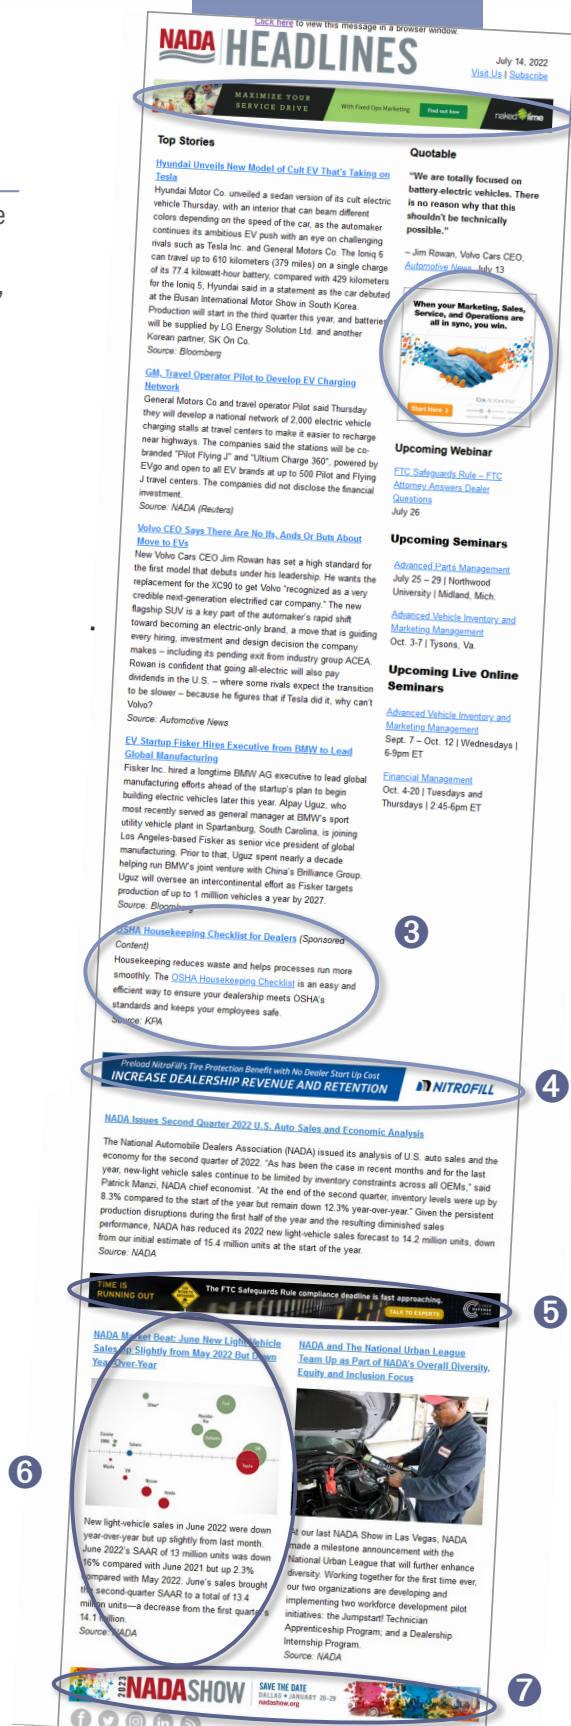 Click here to view this message in a browser window.
NADA HEADLINES
July 14, 2022
Visit Us | Subscribe
MAXIMIZE YOUR
SERVICE DRIVE
With Fixed Ops Marketing
Find out how
naked lime
Top Stories
Hyundai Unveils New Model of Cult EV That's Taking on
Tesla
Hyundai Motor Co. unveiled a sedan version of its cult electric
vehicle Thursday, with an interior that can beam different
colors depending on the speed of the car, as the automaker
continues its ambitious EV push with an eye on challenging
rivals such as Tesla Inc. and General Motors Co. The Ioniq 6
can travel up to 610 kilometers (379 miles) on a single charge
of its 77.4 kilowatt-hour battery, compared with 429 kilometers
for the Ioniq 5, Hyundai said in a statement as the car debuted
at the Busan International Motor Show in South Korea.
Production will start in the third quarter this year, and batteries
will be supplied by LG Energy Solution Ltd. and another
Korean partner, SK On Co.
Source: Bloomberg
GM, Travel Operator Pilot to Develop EV Charging
Network
General Motors Co and travel operator Pilot said Thursday
they will develop a national network of 2,000 electric vehicle
charging stalls at travel centers to make it easier to recharge
near highways. The companies said the stations will be co-
branded "Pilot Flying J" and "Ultium Charge 360", powered by
EVgo and open to all EV brands at up to 500 Pilot and Flying
J travel centers. The companies did not disclose the financial
investment.
Source: NADA (Reuters)
Volvo CEO Says There Are No Ifs, Ands Or Buts About
Move to EVs
New Volvo Cars CEO Jim Rowan has set a high standard for
the first model that debuts under his leadership. He wants the
replacement for the XC90 to get Volvo "recognized as a very
credible next-generation electrified car company." The new
flagship SUV is a key part of the automaker's rapid shift
toward becoming an electric-only brand, a move that is guiding
every hiring, investment and design decision the company
makes – including its pending exit from industry group ACEA.
Rowan is confident that going all-electric will also pay
dividends in the U.S. – where some rivals expect the transition
to be slower – because he figures that if Tesla did it, why can't
Volvo?
Source: Automotive News
EV Startup Fisker Hires Executive from BMW to Lead
Global Manufacturing
Fisker Inc. hired a longtime BMW AG executive to lead global
manufacturing efforts ahead of the startup's plan to begin
building electric vehicles later this year. Alpay Uguz, who
most recently served as general manager at BMW's sport
utility vehicle plant in Spartanburg, South Carolina, is joining
Los Angeles-based Fisker as senior vice president of global
manufacturing. Prior to that, Uguz spent nearly a decade
helping run BMW's joint venture with China's Brilliance Group.
Uguz will oversee an intercontinental effort as Fisker targets
production of up to 1 million vehicles a year by 2027.
Source: Bloomberg
OSHA Housekeeping Checklist for Dealers (Sponsored
Content)
Housekeeping reduces waste and helps processes run more
smoothly. The OSHA Housekeeping Checklist is an easy and
efficient way to ensure your dealership meets OSHA's
standards and keeps your employees safe.
Source: KPA
Quotable
"We are totally focused on
battery-electric vehicles. There
is no reason why that this
shouldn't be technically
possible."
– Jim Rowan, Volvo Cars CEO,
Automotive News, July 13
When your Marketing, Sales,
Service, and Operations are
all in sync, you win.
COX AUTOMOTIVE
Start Here >
Upcoming Webinar
FTC Safeguards Rule – FTC
Attorney Answers Dealer
Questions
July 26
Upcoming Seminars
Advanced Parts Management
July 25 – 29 | Northwood
University | Midland, Mich.
Advanced Vehicle Inventory and
Marketing Management
Oct. 3-7 | Tysons, Va.
Upcoming Live Online
Seminars
Advanced Vehicle Inventory and
Marketing Management
Sept. 7 – Oct. 12 | Wednesdays |
6-9pm ET
Financial Management
Oct. 4-20 | Tuesdays and
Thursdays | 2:45-6pm ET
3
Preload NitroFill's Tire Protection Benefit with No Dealer Start Up Cost
INCREASE DEALERSHIP REVENUE AND RETENTION
NITROFILL
4
NADA Issues Second Quarter 2022 U.S. Auto Sales and Economic Analysis
The National Automobile Dealers Association (NADA) issued its analysis of U.S. auto sales and the
economy for the second quarter of 2022. "As has been the case in recent months and for the last
year, new-light vehicle sales continue to be limited by inventory constraints across all OEMs," said
Patrick Manzi, NADA chief economist. "At the end of the second quarter, inventory levels were up by
8.3% compared to the start of the year but remain down 12.3% year-over-year." Given the persistent
production disruptions during the first half of the year and the resulting diminished sales
performance, NADA has reduced its 2022 new light-vehicle sales forecast to 14.2 million units, down
from our initial estimate of 15.4 million units at the start of the year.
Source: NADA
TIME IS
RUNNING OUT
The FTC Safeguards Rule compliance deadline is fast approaching.
TALK TO EXPERTS
5
NADA Market Beat: June New Light-Vehicle
Sales Up Slightly from May 2022 But Down
Year-Over-Year
Subaru
Mazda
VW
Nissan
Honda
Toyota
GM
Ford
6
New light-vehicle sales in June 2022 were down
year-over-year but up slightly from last month.
June 2022's SAAR of 13 million units was down
16% compared with June 2021 but up 2.3%
compared with May 2022. June's sales brought
the second-quarter SAAR to a total of 13.4
million units—a decrease from the first quarter's
14.1 million.
Source: NADA
NADA and The National Urban League
Team Up as Part of NADA's Overall Diversity,
Equity and Inclusion Focus
At our last NADA Show in Las Vegas, NADA
made a milestone announcement with the
National Urban League that will further enhance
diversity. Working together for the first time ever,
our two organizations are developing and
implementing two workforce development pilot
initiatives: the Jumpstart! Technician
Apprenticeship Program; and a Dealership
Internship Program.
Source: NADA
2023 NADASHOW
SAVE THE DATE
DALLAS • JANUARY 26-29
nadashow.org
7